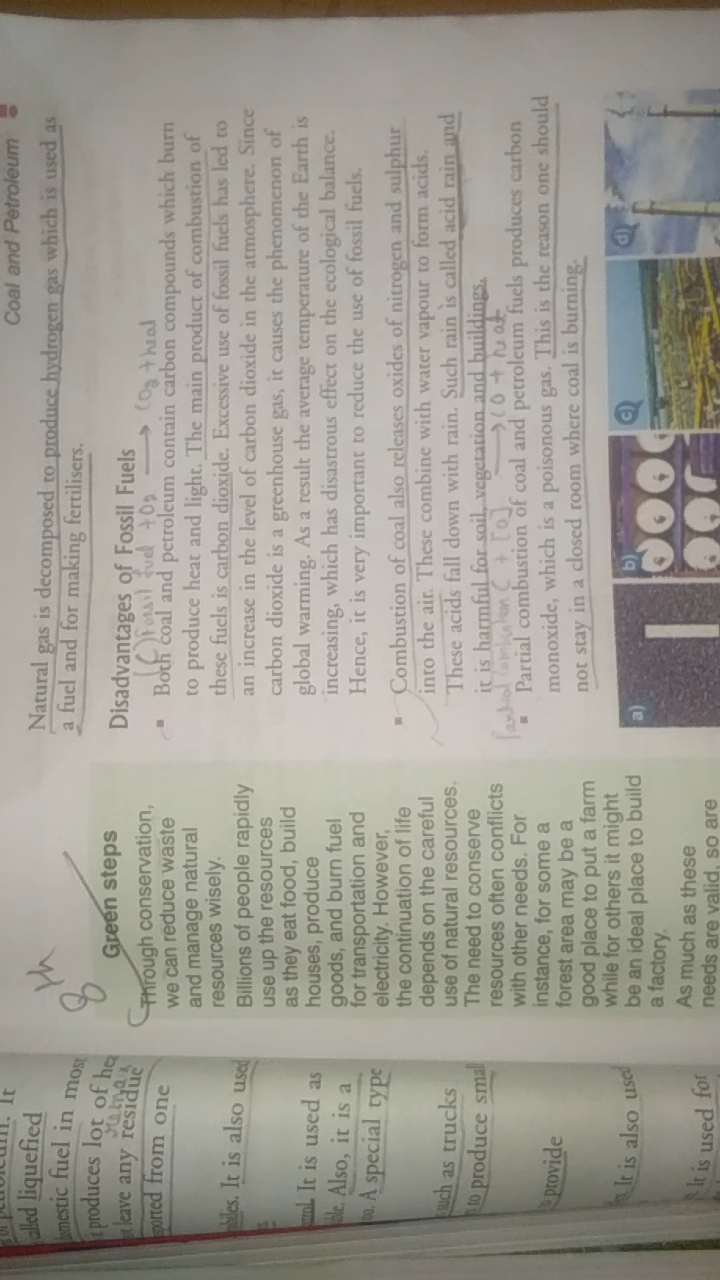 Coal and Petroleum
Natural gas is decomposed to produce hydrogen gas which is used as
a fuel and for making fertilisers.
Disadvantages of Fossil Fuels
fuel + O2 → CO2 + heat
Both coal and petroleum contain carbon compounds which burn
to produce heat and light. The main product of combustion of
these fuels is carbon dioxide. Excessive use of fossil fuels has led to
an increase in the level of carbon dioxide in the atmosphere. Since
carbon dioxide is a greenhouse gas, it causes the phenomenon of
global warming. As a result the average temperature of the Earth is
increasing, which has disastrous effect on the ecological balance.
Hence, it is very important to reduce the use of fossil fuels.
Combustion of coal also releases oxides of nitrogen and sulphur
into the air. These combine with water vapour to form acids.
These acids fall down with rain. Such rain is called acid rain and
it is harmful for soil, vegetation and buildings.
C + [O] → CO + heat
Partial combustion of coal and petroleum fuels produces carbon
monoxide, which is a poisonous gas. This is the reason one should
not stay in a closed room where coal is burning.
a)
b)
c)
d)
8th
Green steps
Through conservation,
we can reduce waste
and manage natural
resources wisely.
Billions of people rapidly
use up the resources
as they eat food, build
houses, produce
goods, and burn fuel
for transportation and
electricity. However,
the continuation of life
depends on the careful
use of natural resources.
The need to conserve
resources often conflicts
with other needs. For
instance, for some a
forest area may be a
good place to put a farm
while for others it might
be an ideal place to build
a factory.
As much as these
needs are valid, so are
It
called liquefied
domestic fuel in most
produces lot of
leave any residue
from one
It is also used
It is used as
Also, it is a
A special type
such as trucks
to produce small
provide
It is also used
It is used for